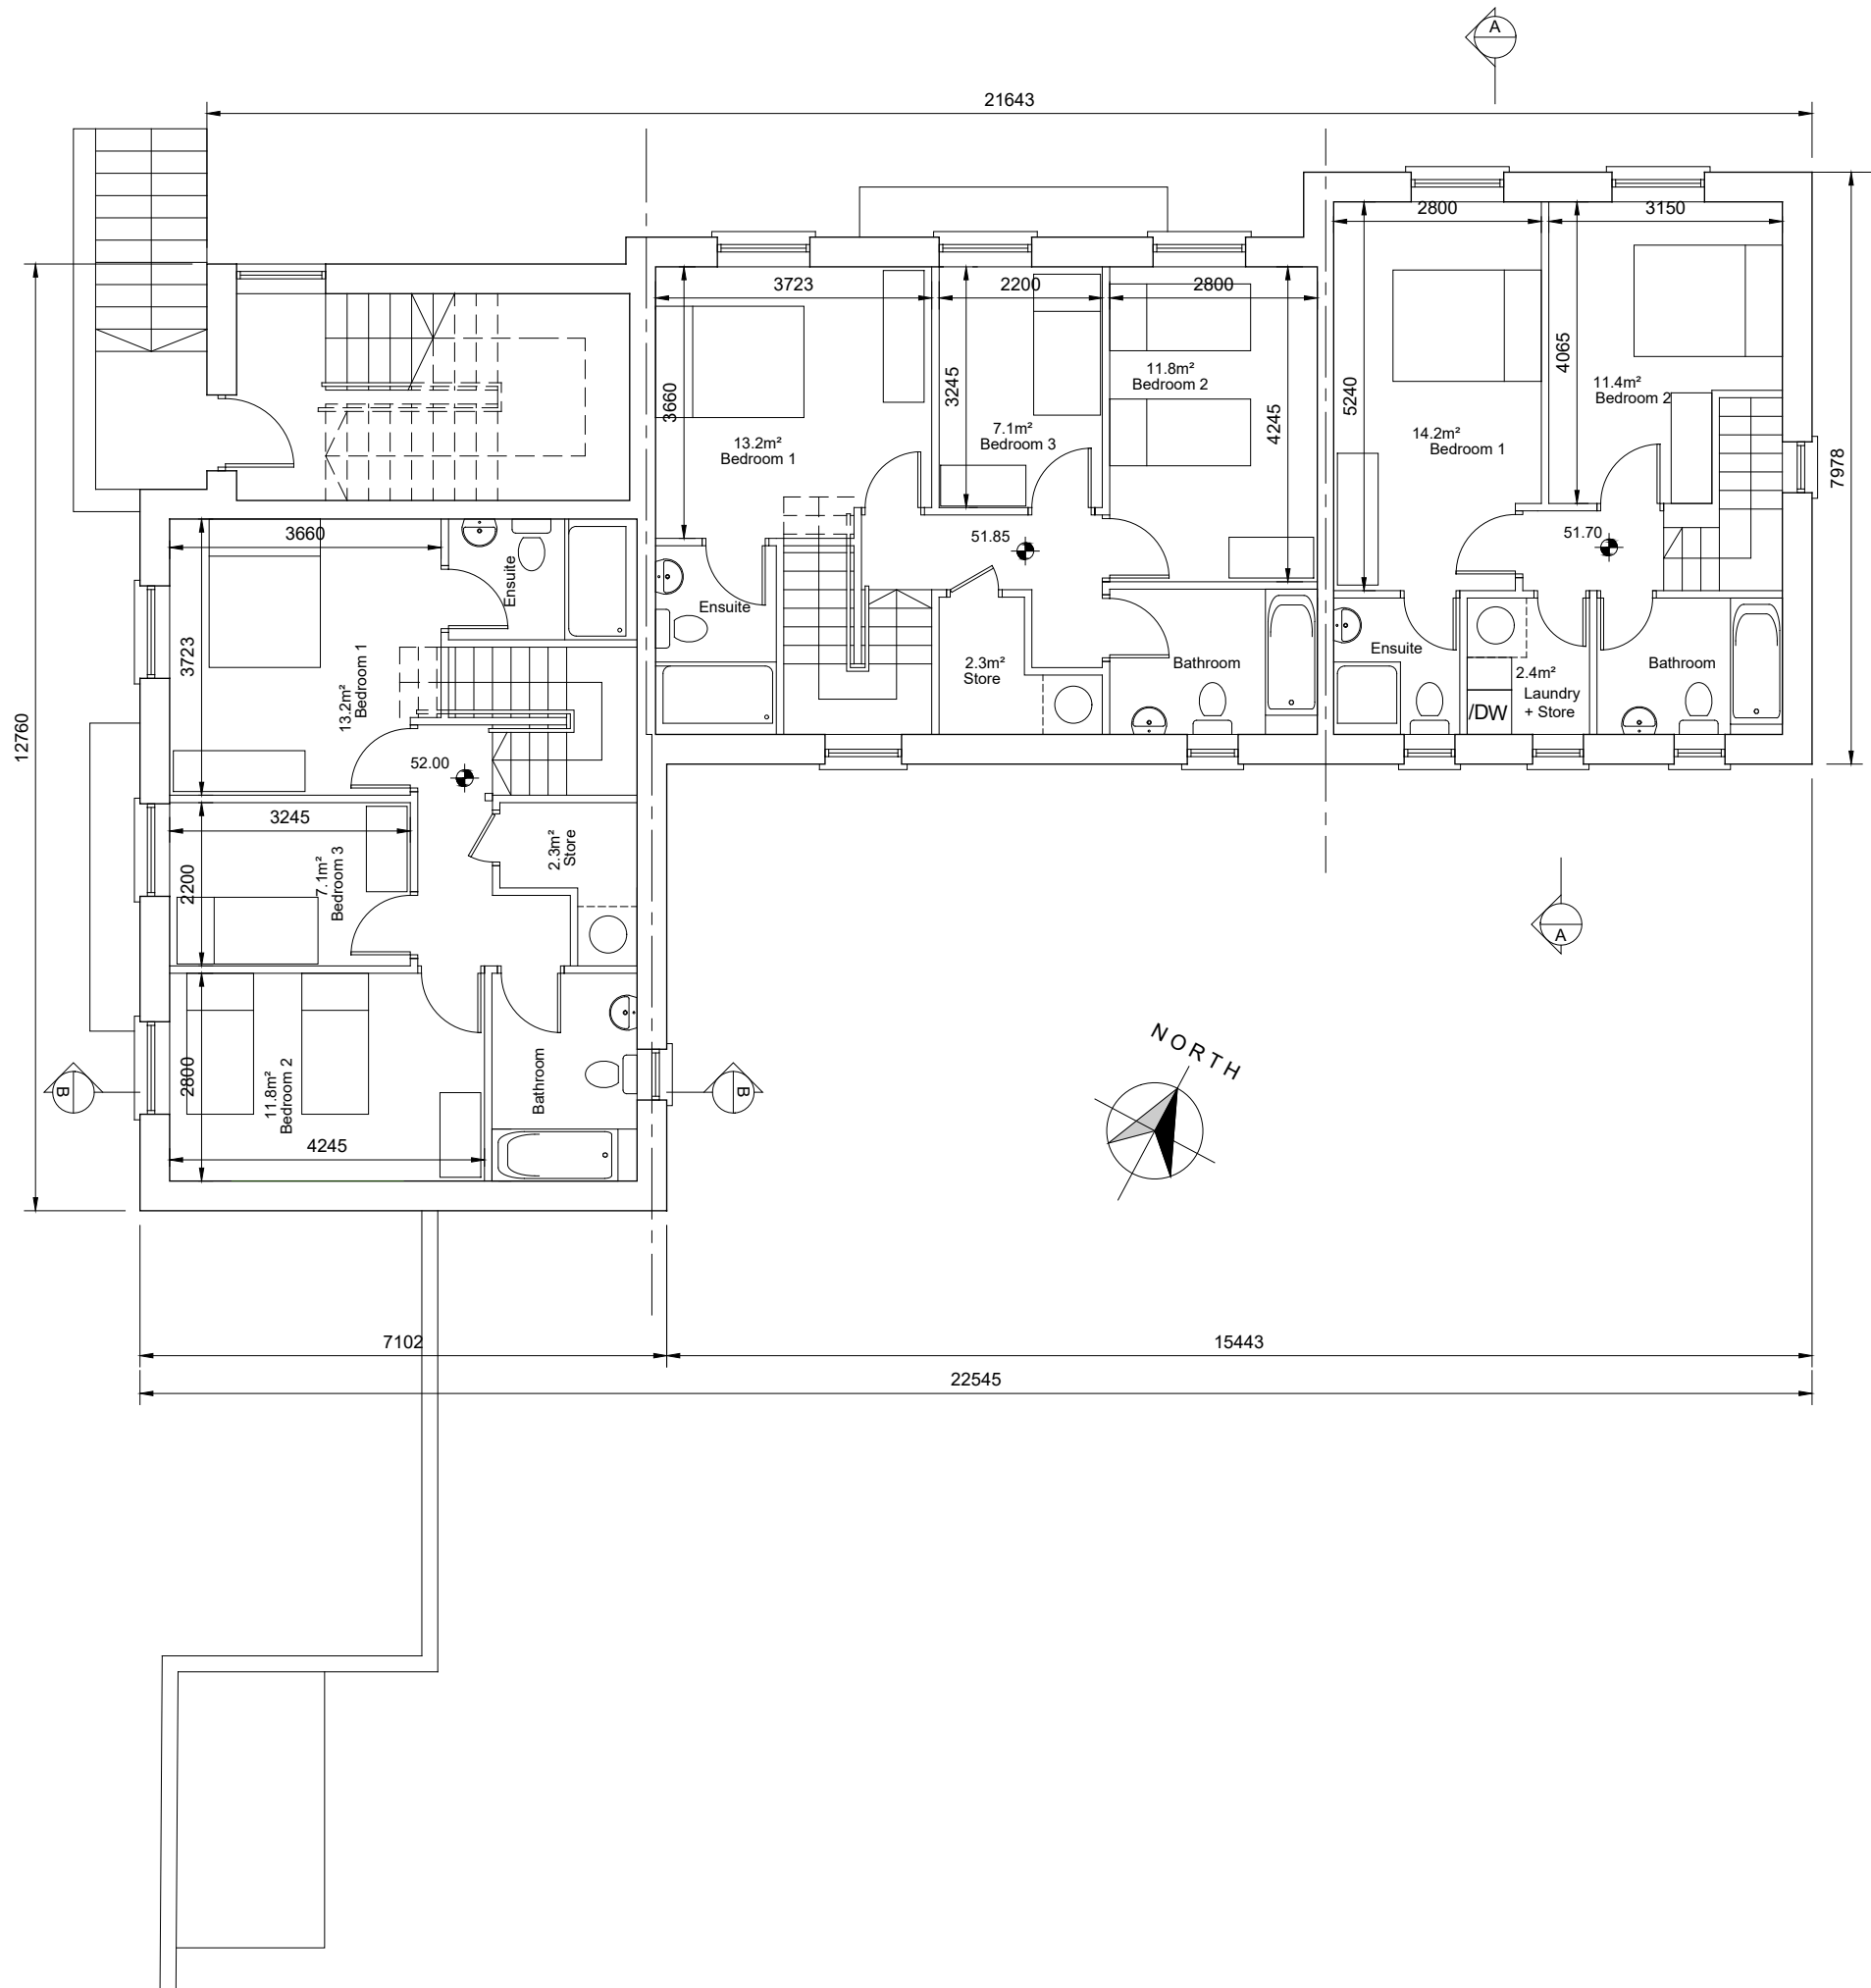 A
21643
2800
3150
3723
2200
2800
3660
3245
4245
5240
4065
7978
11.8m²
Bedroom 2
11.4m²
Bedroom 2
13.2m²
Bedroom 1
7.1m²
Bedroom 3
14.2m²
Bedroom 1
51.85
51.70
3660
Ensuite
3723
13.2m²
Bedroom 1
12760
Ensuite
2.3m²
Store
Bathroom
Ensuite
2.4m²
Laundry
+ Store
/DW
Bathroom
52.00
3245
2200
7.1m²
Bedroom 3
2.3m²
Store
A
NORTH
B
2800
11.8m²
Bedroom 2
Bathroom
B
4245
7102
15443
22545